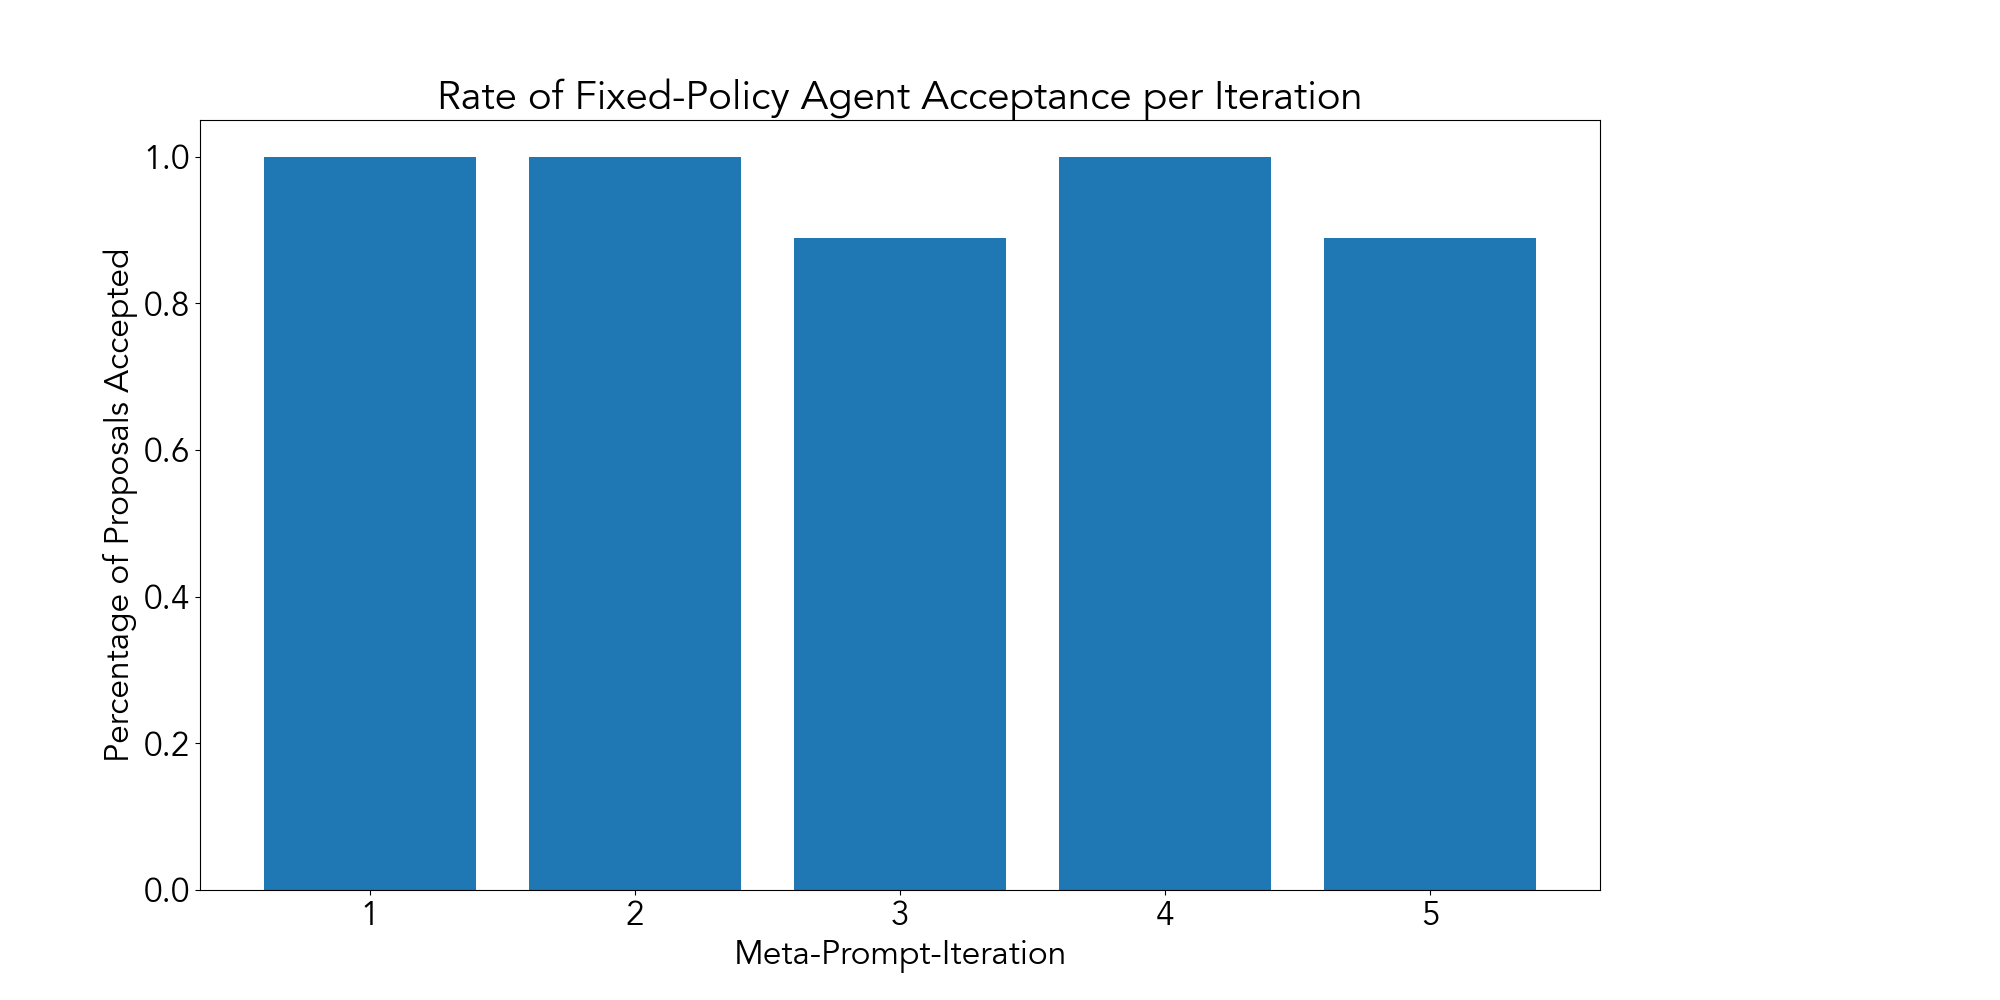 Rate of Fixed-Policy Agent Acceptance per Iteration
Percentage of Proposals Accepted
1.0
0.8
0.6
0.4
0.2
0.0
1 2 3 4 5
Meta-Prompt-Iteration